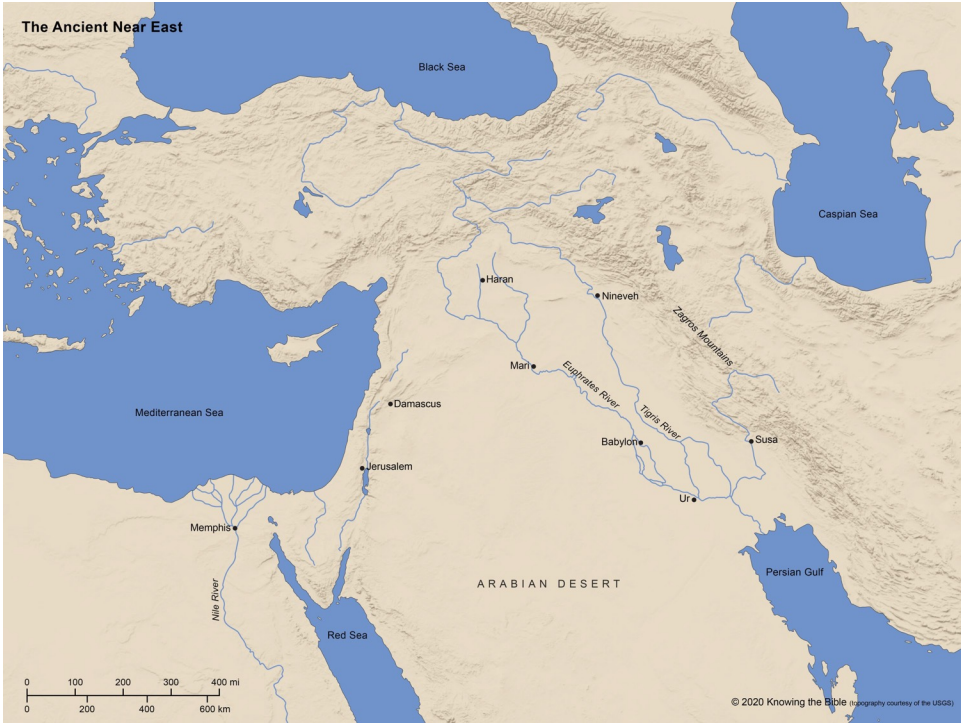 The Ancient Near East
Black Sea
Caspian Sea
Haran
Nineveh
Zagros Mountains
Mari
Euphrates River
Damascus
Mediterranean Sea
Tigris River
Babylon
Susa
Jerusalem
Ur
Memphis
Persian Gulf
ARABIAN DESERT
Nile River
Red Sea
0 100 200 300 400 mi
0 200 400 600 km
© 2020 Knowing the Bible (topography courtesy of the USGS)